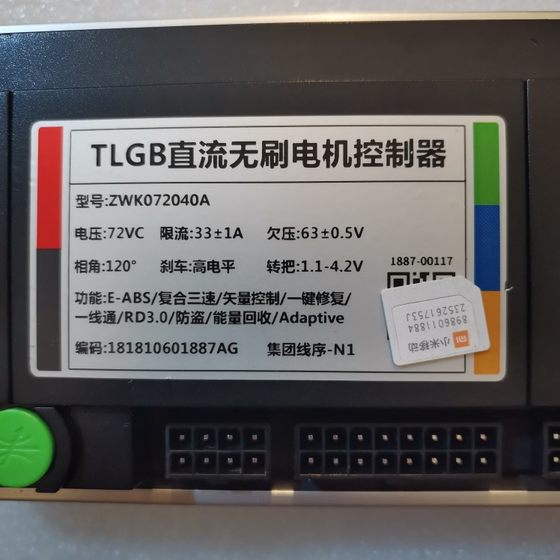 TLGB直流无刷电机控制器
型号:ZWK072040A
电压:72VC 限流:33±1A 欠压:63±0.5V
1887-00117
相角:120° 刹车:高电平 转把:1.1-4.2V
功能:E-ABS/复合三速/矢量控制/一键修复/
一线通/RD3.0/防盗/能量回收/Adaptive
编码:181810601887AG 集团线序-N1
小米移动
8986011884
235261753J